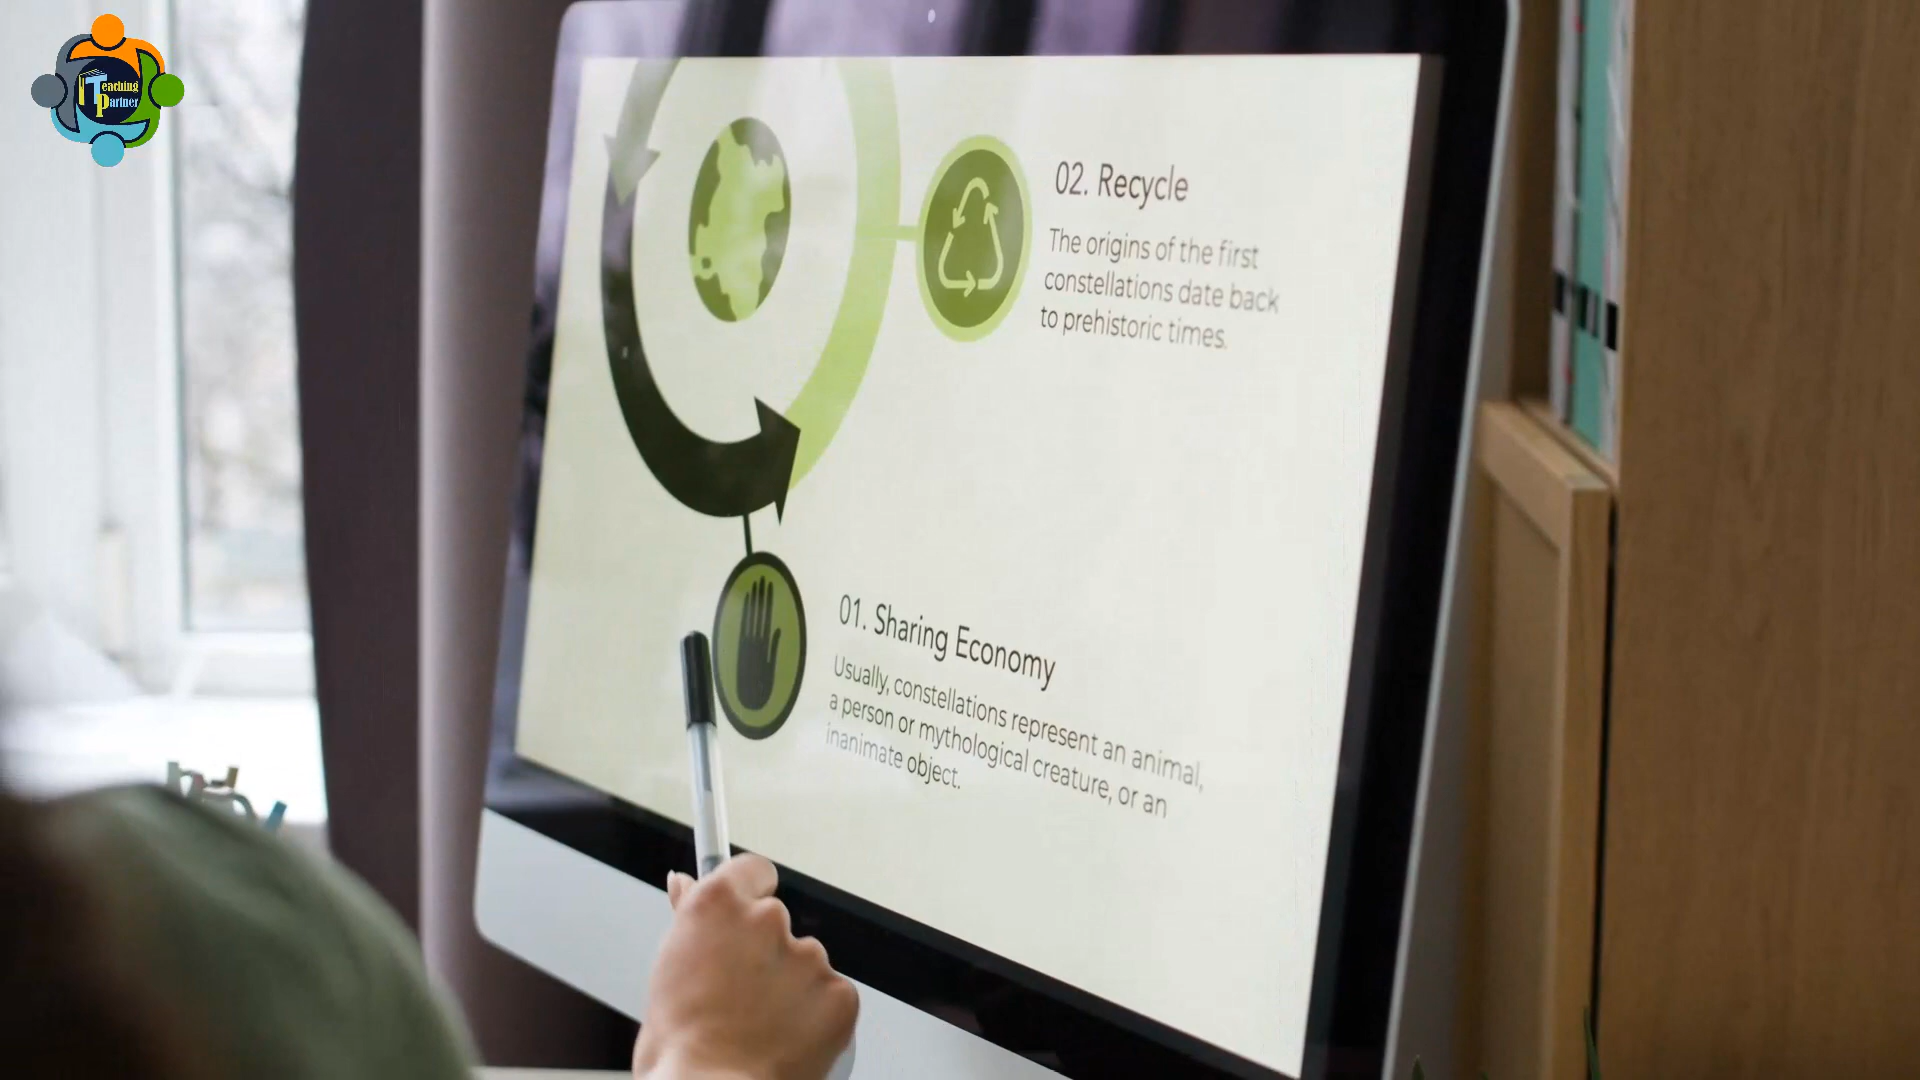 Teaching
Partner
02. Recycle
The origins of the first
constellations date back
to prehistoric times.
01. Sharing Economy
Usually, constellations represent an animal,
a person or mythological creature, or an
inanimate object.